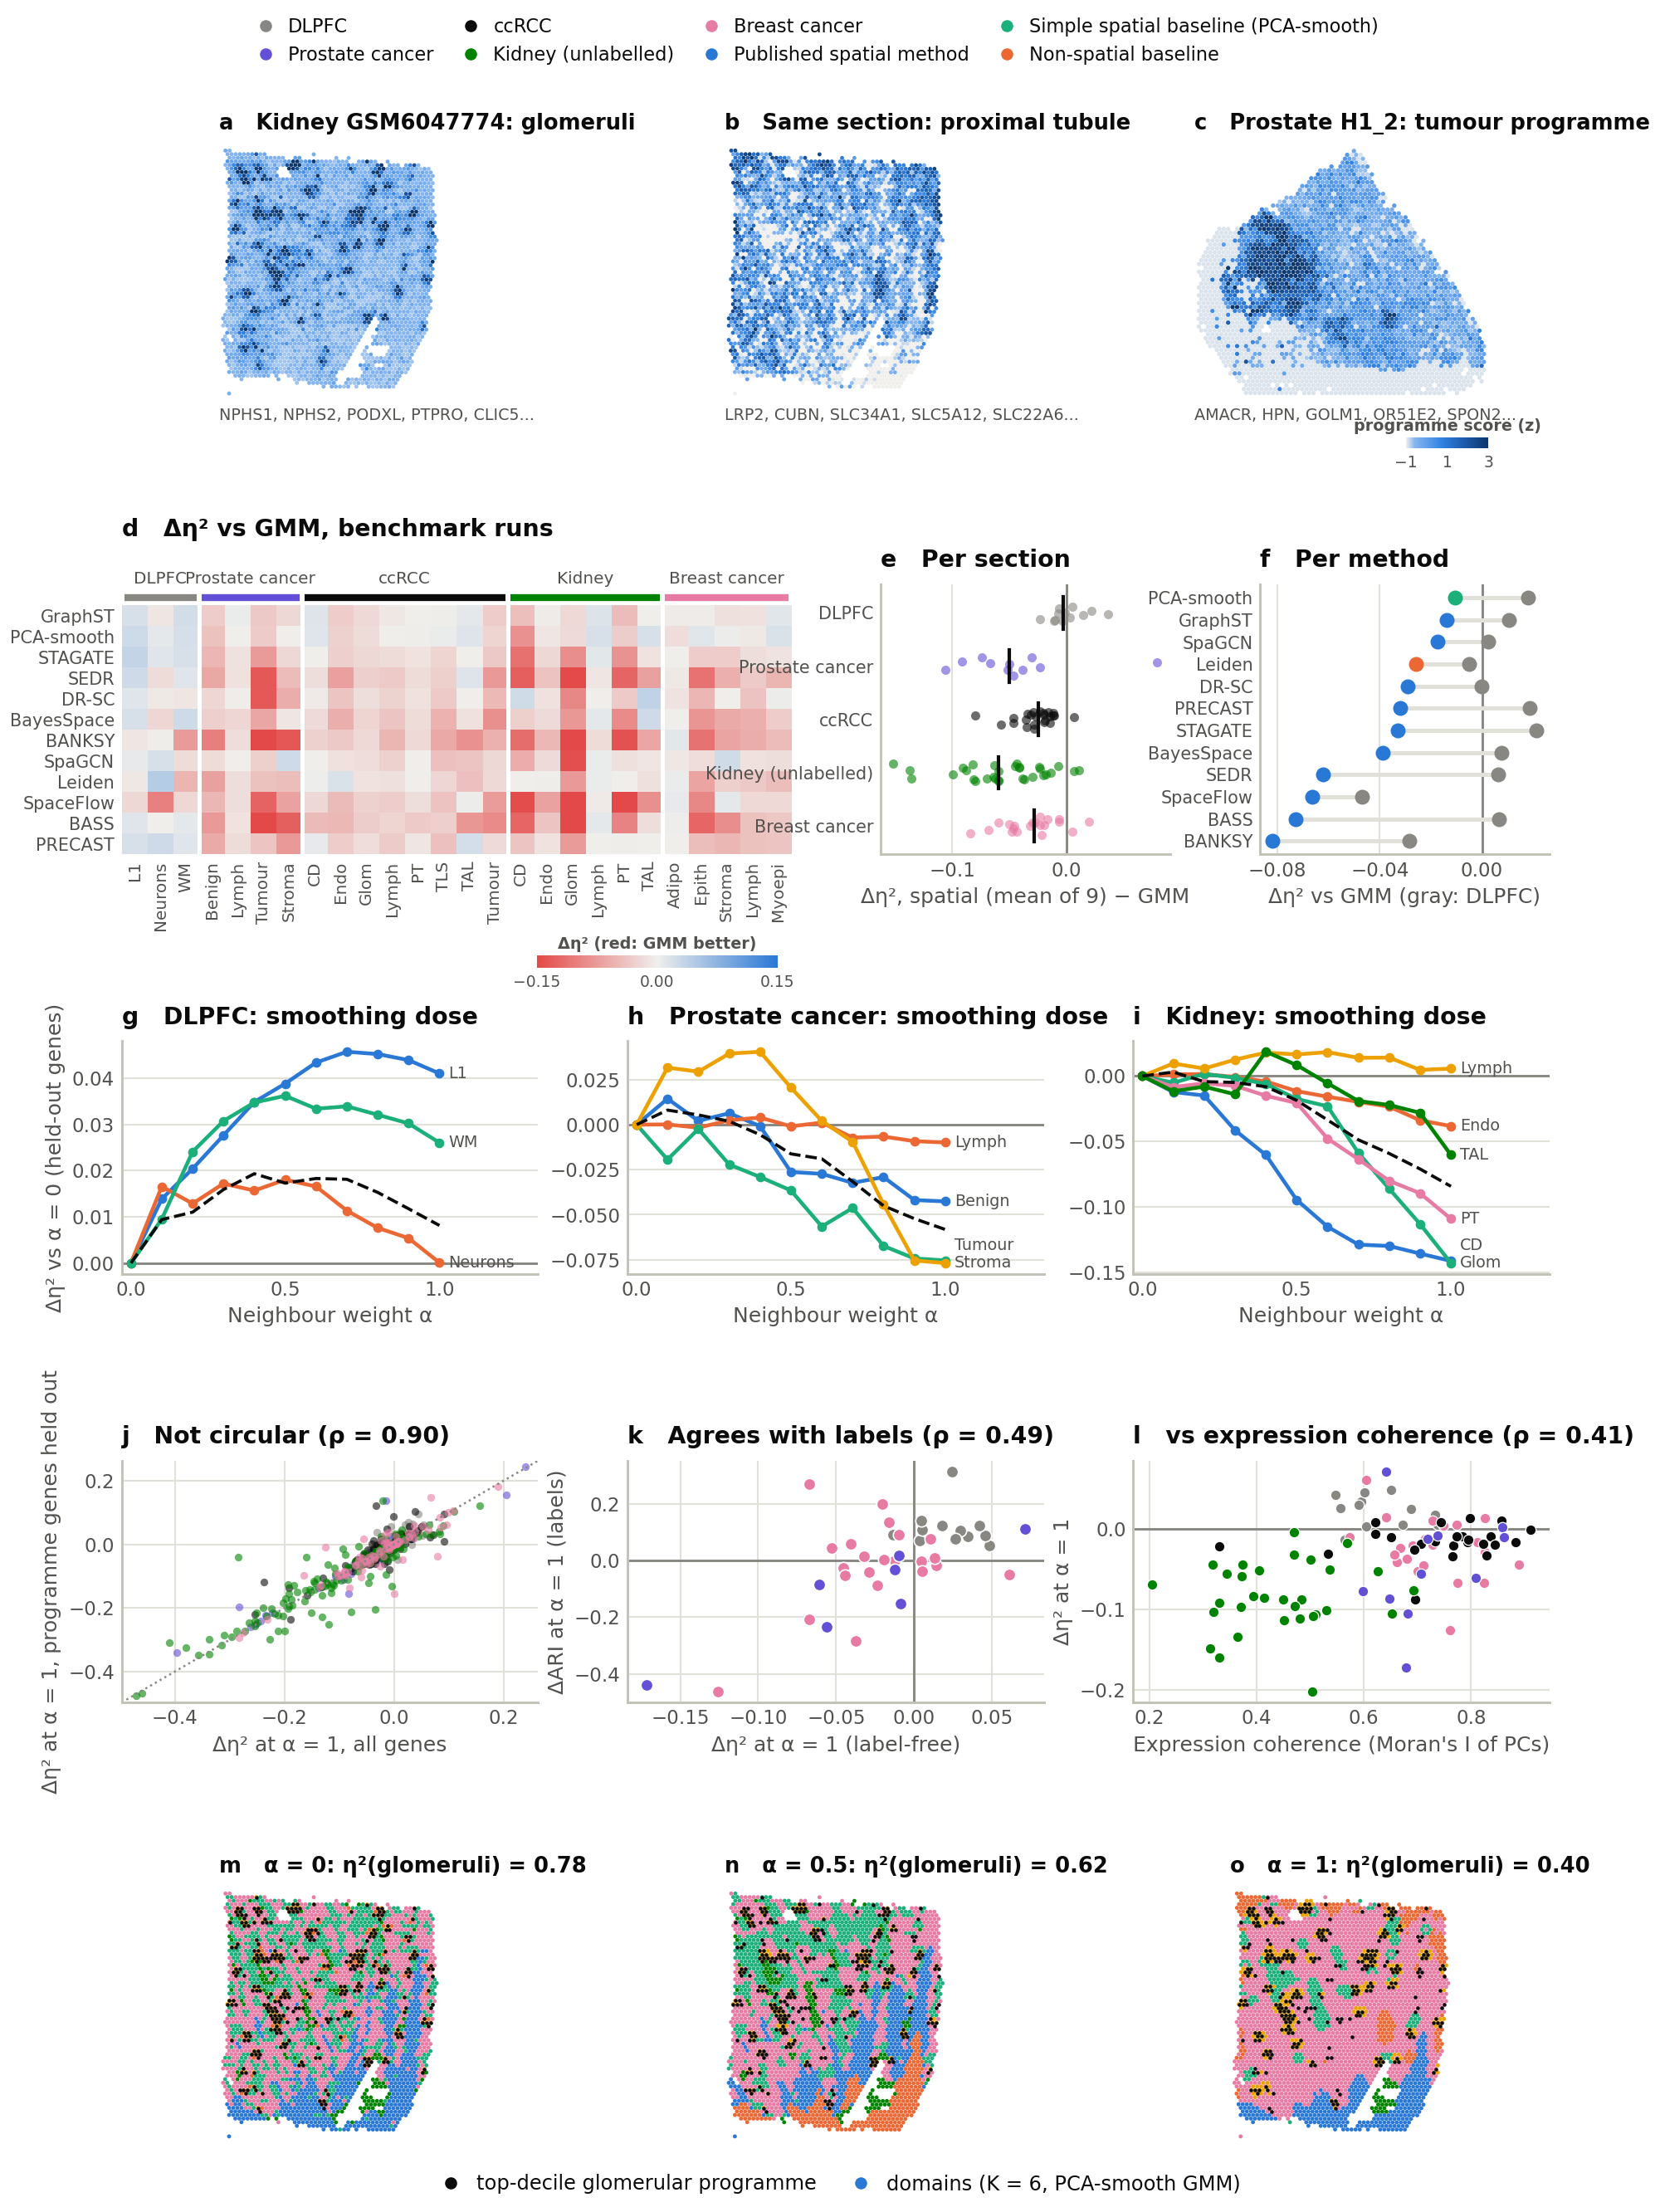 DLPFC
ccRCC
Breast cancer
Simple spatial baseline (PCA-smooth)
Prostate cancer
Kidney (unlabelled)
Published spatial method
Non-spatial baseline
a Kidney GSM6047774: glomeruli
b Same section: proximal tubule
c Prostate H1_2: tumour programme
NPHS1, NPHS2, PODXL, PTPRO, CLIC5...
LRP2, CUBN, SLC34A1, SLC5A12, SLC22A6...
AMACR, HPN, GOLM1, OR51E2, SPON2...
programme score (z)
−1 1 3
d Δη² vs GMM, benchmark runs
DLPFC Prostate cancer ccRCC Kidney Breast cancer
GraphST
PCA-smooth
STAGATE
SEDR
DR-SC
BayesSpace
BANKSY
SpaGCN
Leiden
SpaceFlow
BASS
PRECAST
L1
Neurons
WM
Benign
Lymph
Tumour
Stroma
CD
Endo
Glom
Lymph
PT
TLS
TAL
Tumour
CD
Endo
Glom
Lymph
PT
TAL
Adipo
Epith
Stroma
Lymph
Myoepi
Δη² (red: GMM better)
−0.15 0.00 0.15
e Per section
DLPFC
Prostate cancer
ccRCC
Kidney (unlabelled)
Breast cancer
−0.1 0.0
Δη², spatial (mean of 9) − GMM
f Per method
PCA-smooth
GraphST
SpaGCN
Leiden
DR-SC
PRECAST
STAGATE
BayesSpace
SEDR
SpaceFlow
BASS
BANKSY
−0.08 −0.04 0.00
Δη² vs GMM (gray: DLPFC)
g DLPFC: smoothing dose
Δη² vs α = 0 (held-out genes)
0.04
0.03
0.02
0.01
0.00
L1
WM
Neurons
0.0 0.5 1.0
Neighbour weight α
h Prostate cancer: smoothing dose
0.025
0.000
−0.025
−0.050
−0.075
Lymph
Benign
Tumour
Stroma
0.0 0.5 1.0
Neighbour weight α
i Kidney: smoothing dose
0.00
−0.05
−0.10
−0.15
Lymph
Endo
TAL
PT
CD
Glom
0.0 0.5 1.0
Neighbour weight α
j Not circular (ρ = 0.90)
Δη² at α = 1, programme genes held out
0.2
0.0
−0.2
−0.4
−0.4 −0.2 0.0 0.2
Δη² at α = 1, all genes
k Agrees with labels (ρ = 0.49)
ΔARI at α = 1 (labels)
0.2
0.0
−0.2
−0.4
−0.15 −0.10 −0.05 0.00 0.05
Δη² at α = 1 (label-free)
l vs expression coherence (ρ = 0.41)
Δη² at α = 1
0.0
−0.1
−0.2
0.2 0.4 0.6 0.8
Expression coherence (Moran's I of PCs)
m α = 0: η²(glomeruli) = 0.78
n α = 0.5: η²(glomeruli) = 0.62
o α = 1: η²(glomeruli) = 0.40
top-decile glomerular programme
domains (K = 6, PCA-smooth GMM)